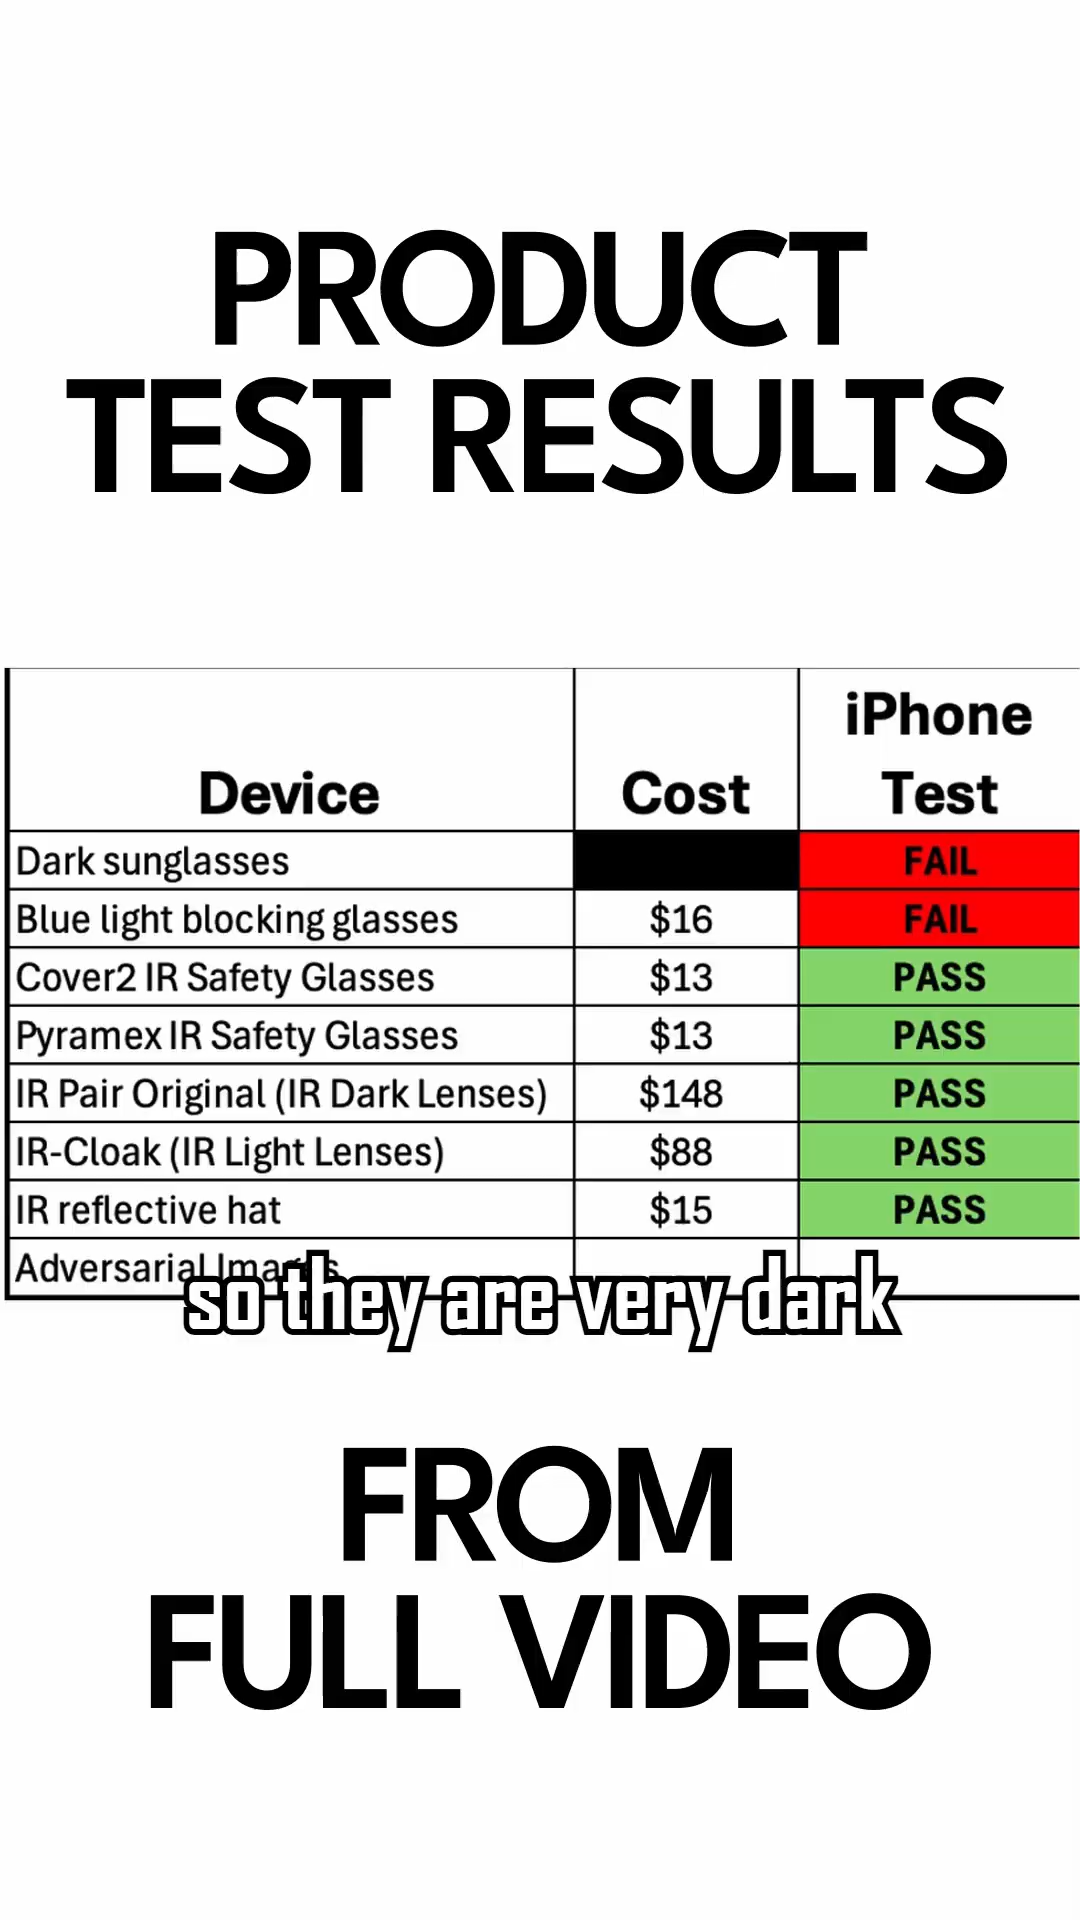 PRODUCT
TEST RESULTS
Device Cost iPhone Test
Dark sunglasses FAIL
Blue light blocking glasses $16 FAIL
Cover2 IR Safety Glasses $13 PASS
Pyramex IR Safety Glasses $13 PASS
IR Pair Original (IR Dark Lenses) $148 PASS
IR-Cloak (IR Light Lenses) $88 PASS
IR reflective hat $15 PASS
Adversarial
so they are very dark
FROM
FULL VIDEO